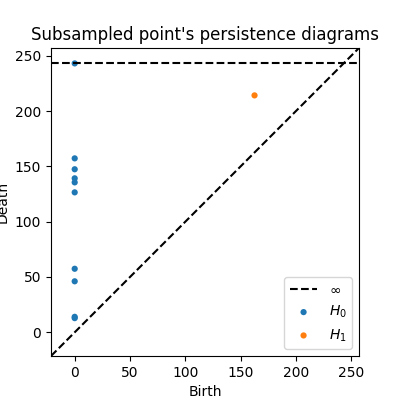 Subsampled point's persistence diagrams
250
200
150
100
50
0
Death
0 50 100 150 200 250
Birth
∞
H₀
H₁